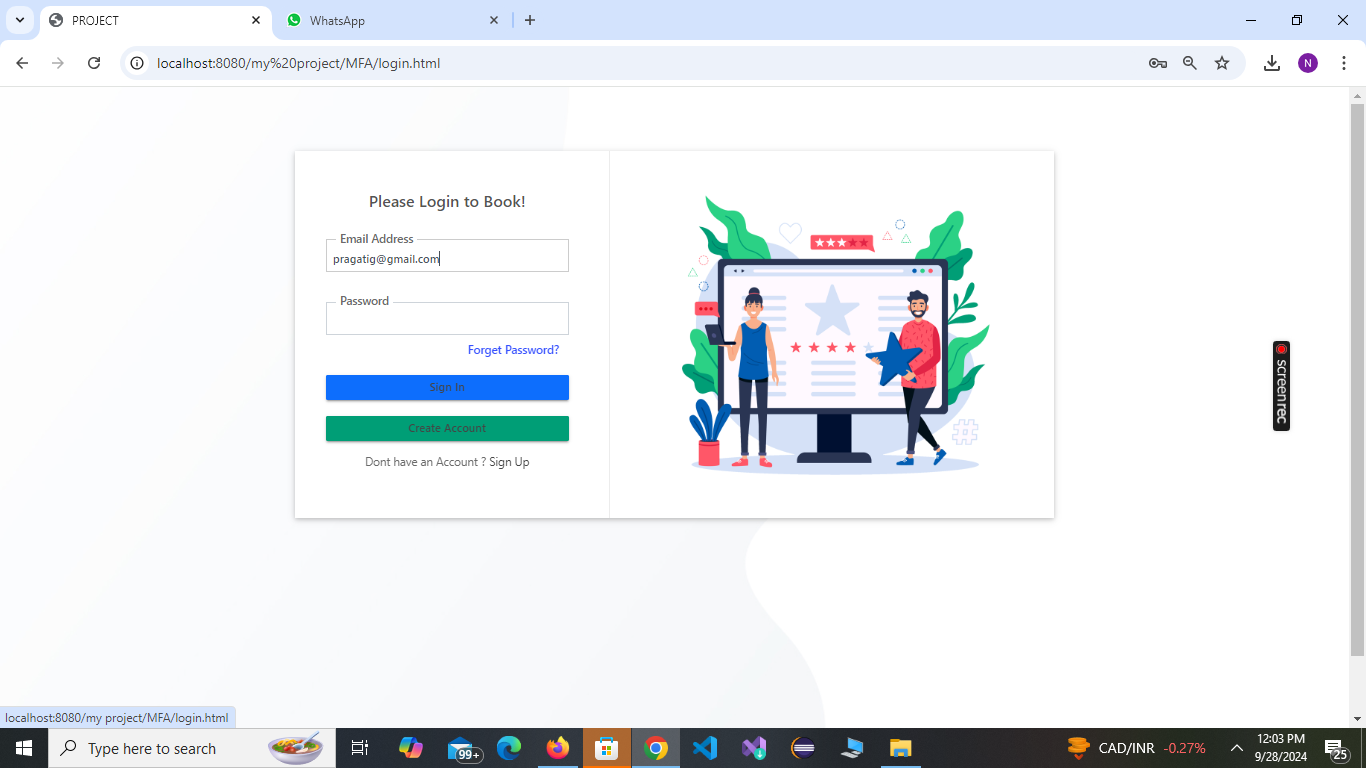 PROJECT
WhatsApp
localhost:8080/my%20project/MFA/login.html
N
Please Login to Book!
Email Address
pragatig@gmail.com
Password
Forget Password?
Sign In
Create Account
Dont have an Account ? Sign Up
screenrec
localhost:8080/my project/MFA/login.html
Type here to search
99+
CAD/INR -0.27%
12:03 PM
9/28/2024
25